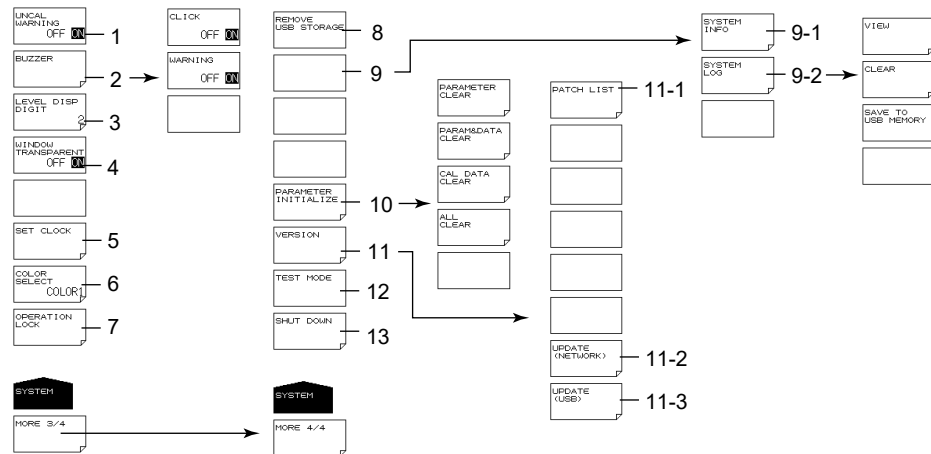 UNCAL
WARNING
OFF ON
1
BUZZER
2
LEVEL DISP
DIGIT
2
3
WINDOW
TRANSPARENT
OFF ON
4
SET CLOCK
5
COLOR
SELECT
COLOR1
6
OPERATION
LOCK
7
SYSTEM
MORE 3/4
CLICK
OFF ON
WARNING
OFF ON
REMOVE
USB STORAGE
8
9
PARAMETER
INITIALIZE
10
VERSION
11
TEST MODE
12
SHUT DOWN
13
SYSTEM
MORE 4/4
PARAMETER
CLEAR
PARAM&DATA
CLEAR
CAL DATA
CLEAR
ALL
CLEAR
PATCH LIST
11-1
UPDATE
(NETWORK)
11-2
UPDATE
(USB)
11-3
SYSTEM
INFO
9-1
SYSTEM
LOG
9-2
VIEW
CLEAR
SAVE TO
USB MEMORY